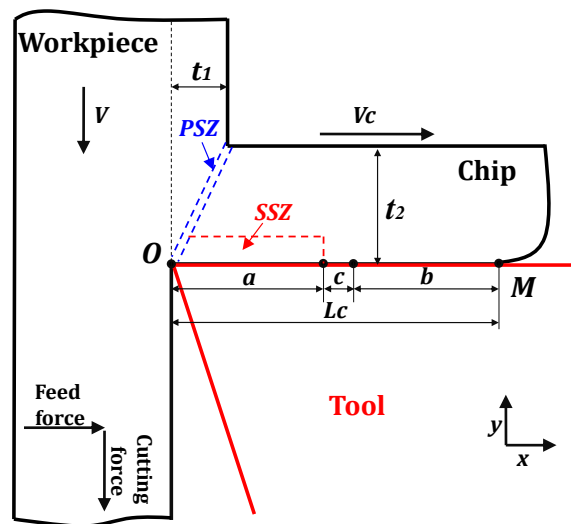 Workpiece
t1
V
PSZ
Vc
Chip
t2
SSZ
O
a
c
b
M
Lc
Feed
force
Cutting
force
Tool
y
x